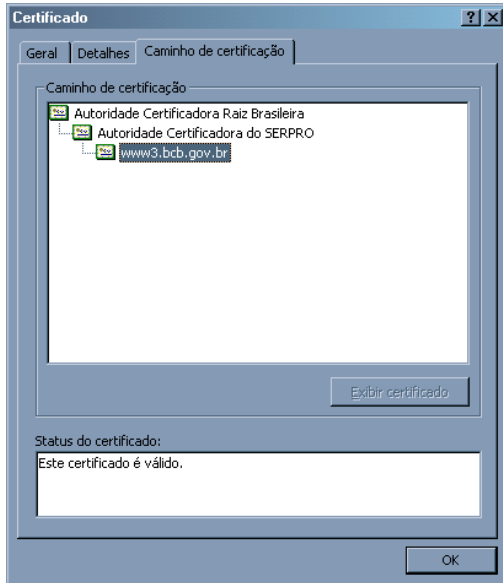 Certificado
Geral Detalhes Caminho de certificação
Caminho de certificação
Autoridade Certificadora Raiz Brasileira
Autoridade Certificadora do SERPRO
www3.bcb.gov.br
Exibir certificado
Status do certificado:
Este certificado é válido.
OK